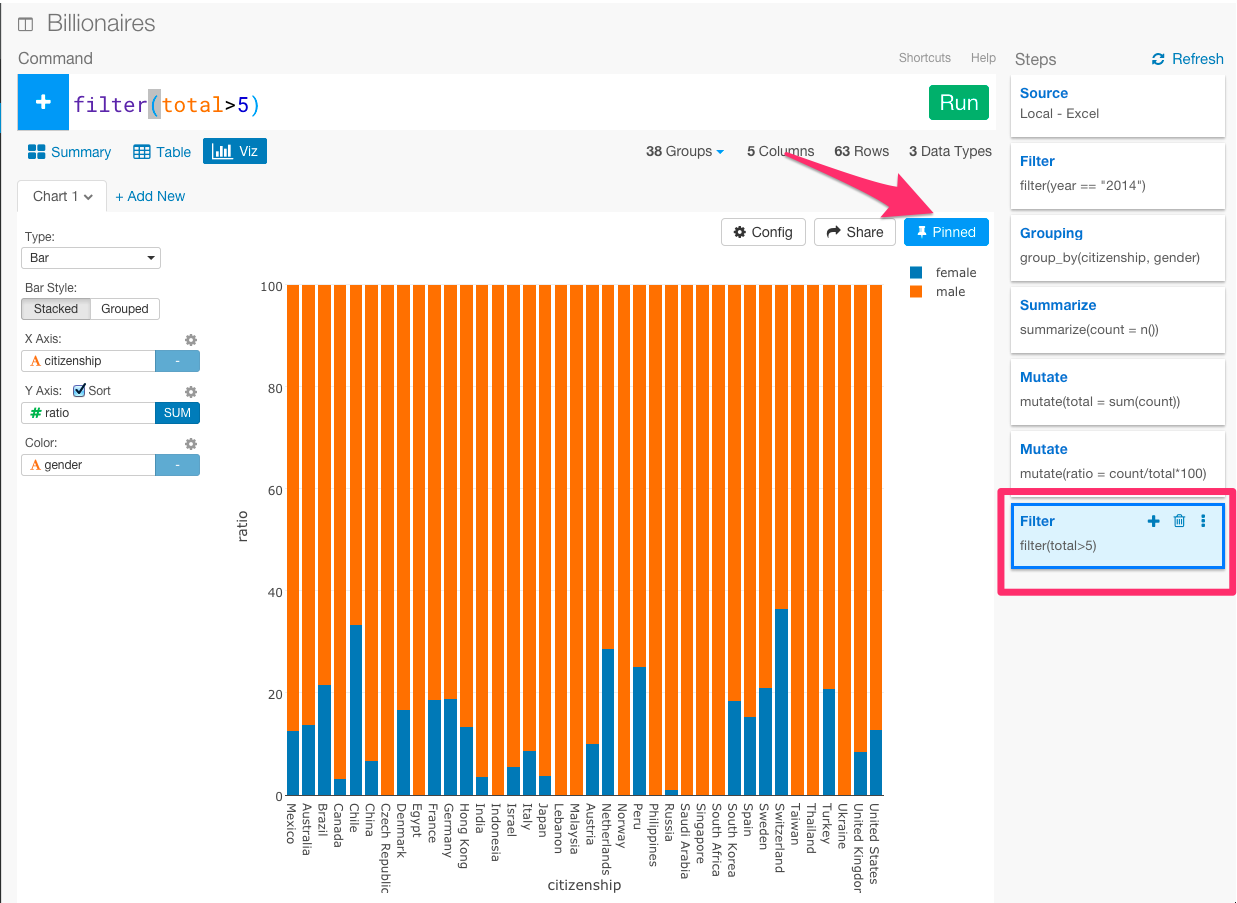 Billionaires
Command
Shortcuts Help
+ filter(total>5)
Run
Summary Table Viz
38 Groups 5 Columns 63 Rows 3 Data Types
Chart 1 + Add New
Config Share Pinned
Type:
Bar
Bar Style:
Stacked Grouped
X Axis:
A citizenship -
Y Axis: Sort
# ratio SUM
Color:
A gender -
female
male
100
80
60
40
20
0
ratio
Mexico
Australia
Brazil
Canada
Chile
China
Czech Republic
Denmark
Egypt
France
Germany
Hong Kong
India
Indonesia
Israel
Italy
Japan
Lebanon
Malaysia
Austria
Netherlands
Norway
Peru
Philippines
Russia
Saudi Arabia
Singapore
South Africa
South Korea
Spain
Sweden
Switzerland
Taiwan
Thailand
Turkey
Ukraine
United Kingdor
United States
citizenship
Steps Refresh
Source
Local - Excel
Filter
filter(year == "2014")
Grouping
group_by(citizenship, gender)
Summarize
summarize(count = n())
Mutate
mutate(total = sum(count))
Mutate
mutate(ratio = count/total*100)
Filter
filter(total>5)